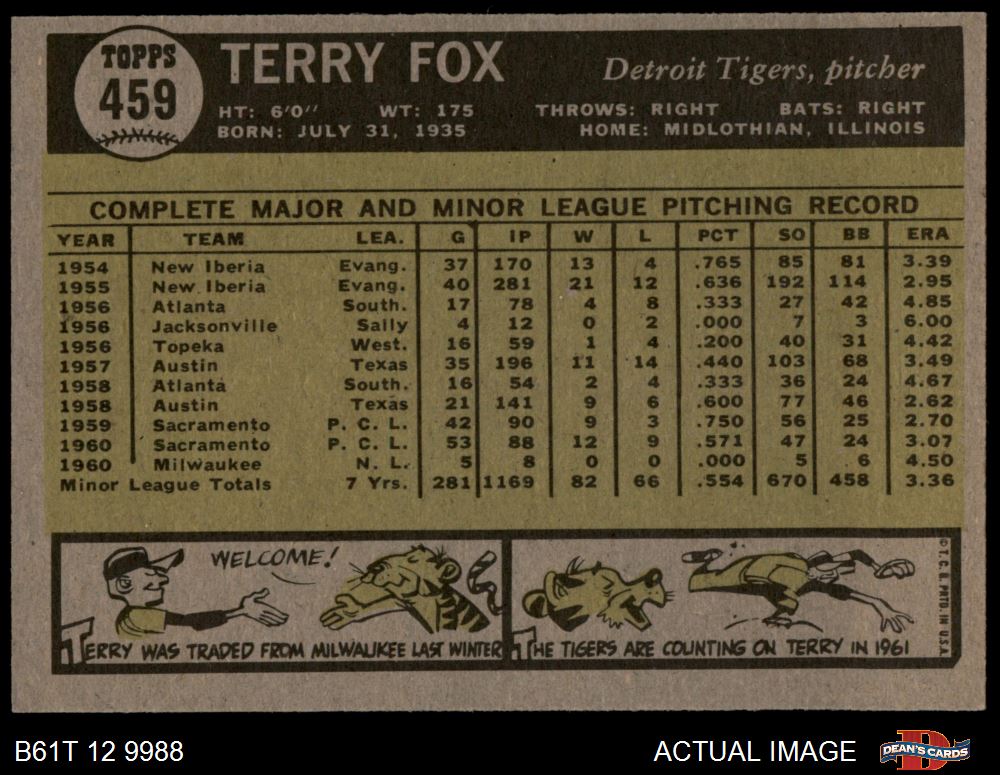 TOPPS
459
TERRY FOX
Detroit Tigers, pitcher
HT: 6'0" WT: 175 THROWS: RIGHT BATS: RIGHT
BORN: JULY 31, 1935 HOME: MIDLOTHIAN, ILLINOIS
COMPLETE MAJOR AND MINOR LEAGUE PITCHING RECORD
YEAR TEAM LEA. G IP W L PCT SO BB ERA
1954 New Iberia Evang. 37 170 13 4 .765 85 81 3.39
1955 New Iberia Evang. 40 281 21 12 .636 192 114 2.95
1956 Atlanta South. 17 78 4 8 .333 27 42 4.85
1956 Jacksonville Sally 4 12 0 2 .000 7 3 6.00
1956 Topeka West. 16 59 1 4 .200 40 31 4.42
1957 Austin Texas 35 196 11 14 .440 103 68 3.49
1958 Atlanta South. 16 54 2 4 .333 36 24 4.67
1958 Austin Texas 21 141 9 6 .600 77 46 2.62
1959 Sacramento P. C. L. 42 90 9 3 .750 56 25 2.70
1960 Sacramento P. C. L. 53 88 12 9 .571 47 24 3.07
1960 Milwaukee N. L. 5 8 0 0 .000 5 6 4.50
Minor League Totals 7 Yrs. 281 1169 82 66 .554 670 458 3.36
WELCOME!
TERRY WAS TRADED FROM MILWAUKEE LAST WINTER
THE TIGERS ARE COUNTING ON TERRY IN 1961
© T. C. G. PRTD. IN U.S.A.
B61T 12 9988
ACTUAL IMAGE
D
DEAN'S CARDS